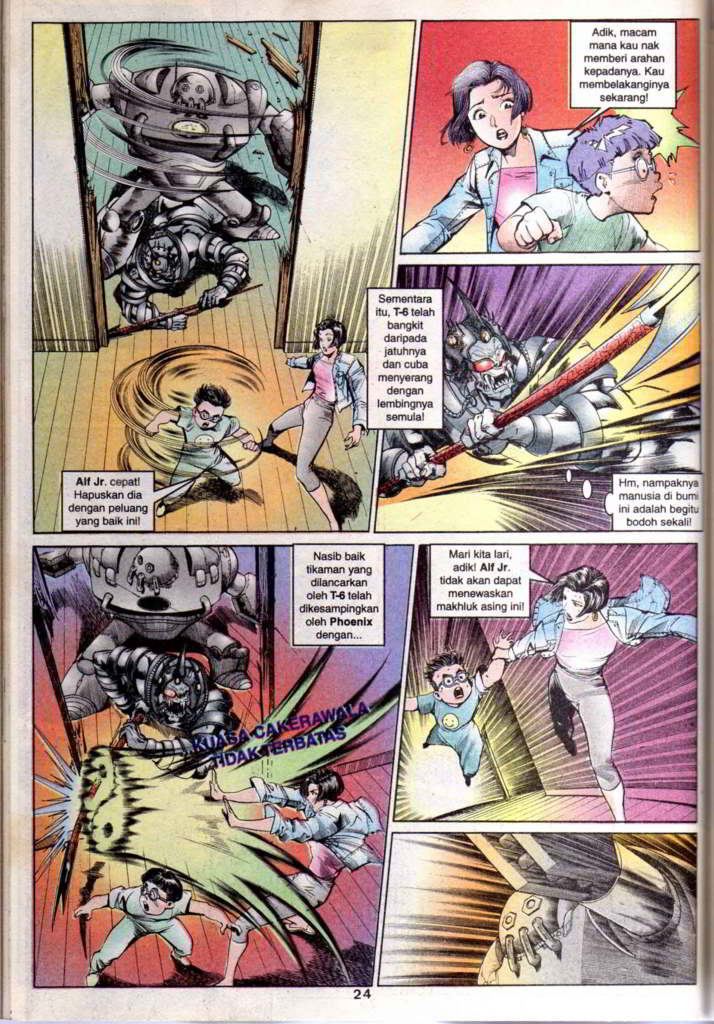 Alf Jr. cepat!
Hapuskan dia
dengan peluang
yang baik ini!
Adik, macam
mana kau nak
memberi arahan
kepadanya. Kau
membelakanginya
sekarang!
Sementara
itu, T-6 telah
bangkit
daripada
jatuhnya
dan cuba
menyerang
dengan
lembingnya
semula!
Hm, nampaknya
manusia di bumi
ini adalah begitu
bodoh sekali!
Nasib baik
tikaman yang
dilancarkan
oleh T-6 telah
dikesampingkan
oleh Phoenix
dengan...
KUASA CAKERAWALA
TIDAK TERBATAS
Mari kita lari,
adik! Alf Jr.
tidak akan dapat
menewaskan
makhluk asing ini!
24